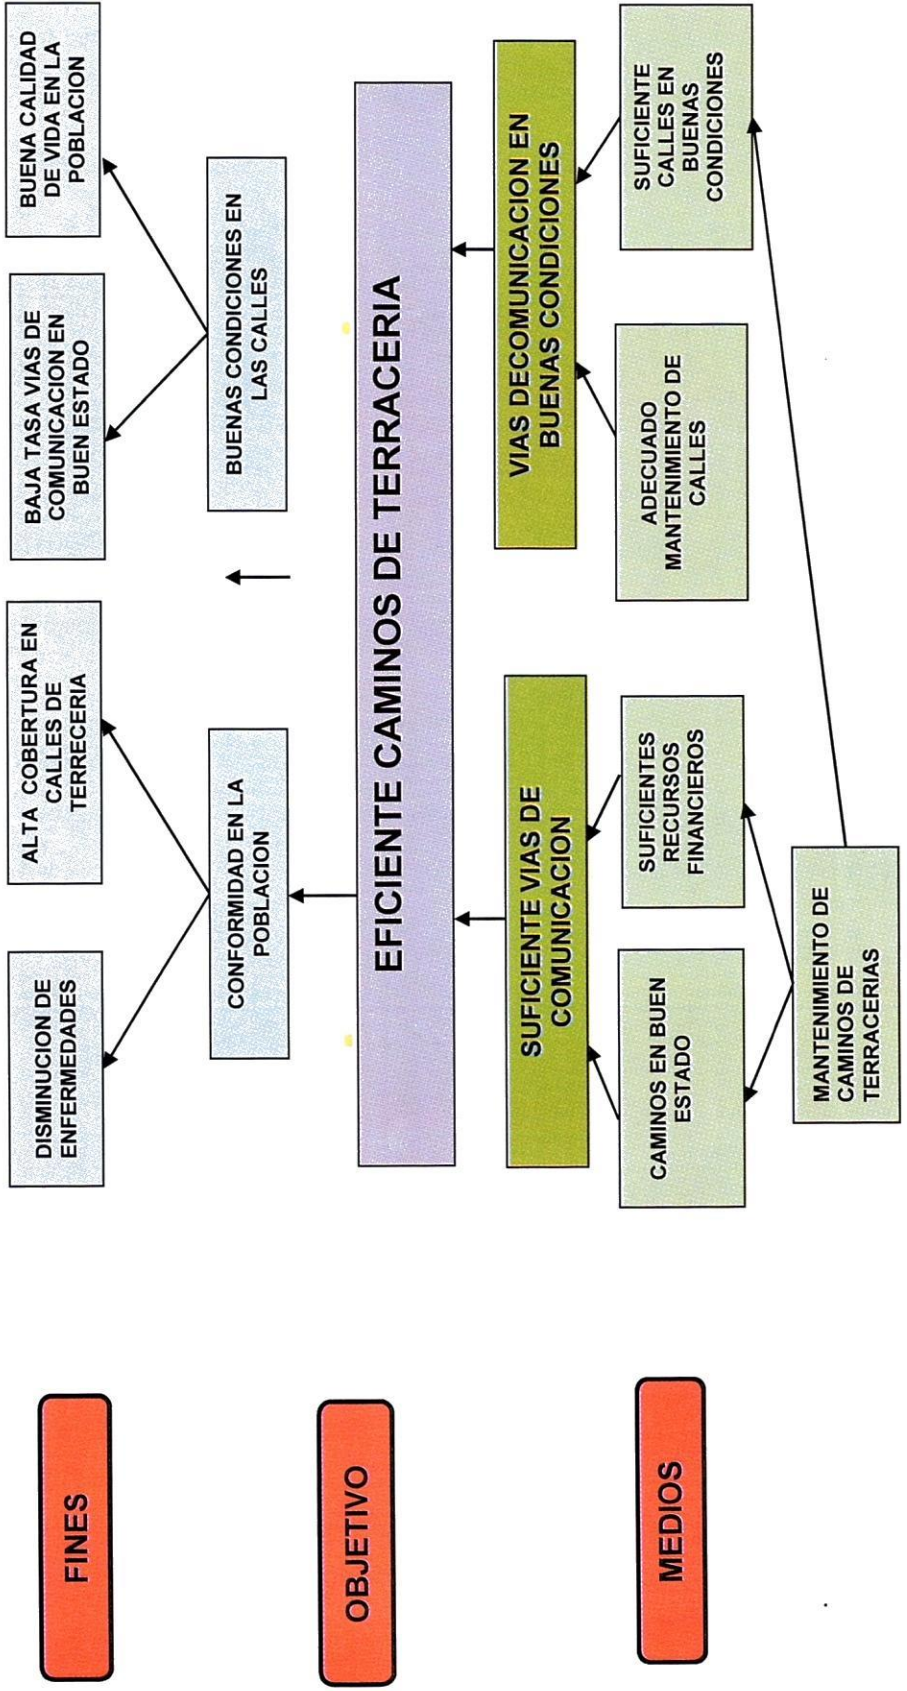 FINES
DISMINUCION DE
ENFERMEDADES
ALTA COBERTURA EN
CALLES DE
TERRECERIA
BAJA TASA VIAS DE
COMUNICACION EN
BUEN ESTADO
BUENA CALIDAD
DE VIDA EN LA
POBLACION
CONFORMIDAD EN LA
POBLACION
BUENAS CONDICIONES EN
LAS CALLES
OBJETIVO
EFICIENTE CAMINOS DE TERRACERIA
SUFICIENTE VIAS DE
COMUNICACION
VIAS DECOMUNICACION EN
BUENAS CONDICIONES
MEDIOS
CAMINOS EN BUEN
ESTADO
SUFICIENTES
RECURSOS
FINANCIEROS
ADECUADO
MANTENIMIENTO DE
CALLES
SUFICIENTE
CALLES EN
BUENAS
CONDICIONES
MANTENIMIENTO DE
CAMINOS DE
TERRACERIAS